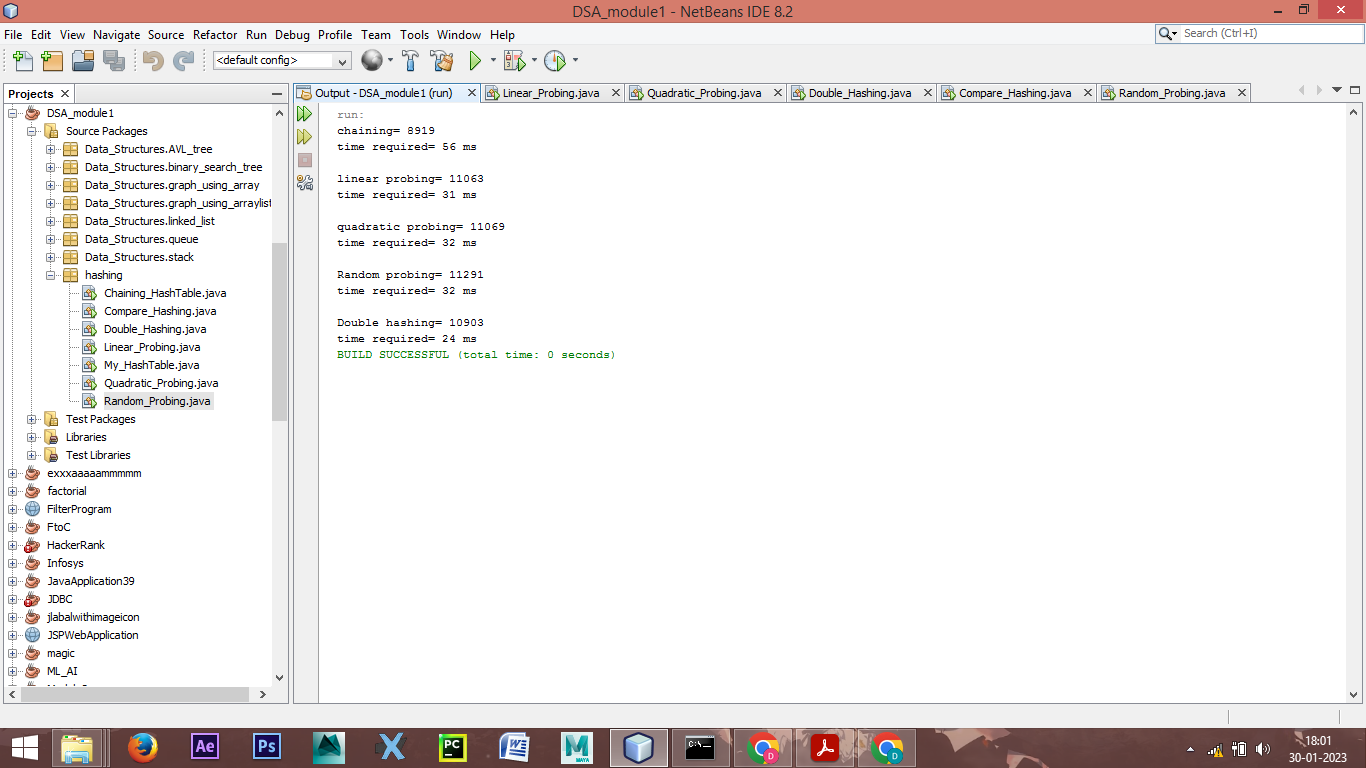 DSA_module1 - NetBeans IDE 8.2
File Edit View Navigate Source Refactor Run Debug Profile Team Tools Window Help
Search (Ctrl+I)
<default config>
Projects
Output - DSA_module1 (run) Linear_Probing.java Quadratic_Probing.java Double_Hashing.java Compare_Hashing.java Random_Probing.java
DSA_module1
Source Packages
Data_Structures.AVL_tree
Data_Structures.binary_search_tree
Data_Structures.graph_using_array
Data_Structures.graph_using_arraylist
Data_Structures.linked_list
Data_Structures.queue
Data_Structures.stack
hashing
Chaining_HashTable.java
Compare_Hashing.java
Double_Hashing.java
Linear_Probing.java
My_HashTable.java
Quadratic_Probing.java
Random_Probing.java
Test Packages
Libraries
Test Libraries
exxxaaaaammmmm
factorial
FilterProgram
FtoC
HackerRank
Infosys
JavaApplication39
JDBC
jlabalwithimageicon
JSPWebApplication
magic
ML_AI
run:
chaining= 8919
time required= 56 ms
linear probing= 11063
time required= 31 ms
quadratic probing= 11069
time required= 32 ms
Random probing= 11291
time required= 32 ms
Double hashing= 10903
time required= 24 ms
BUILD SUCCESSFUL (total time: 0 seconds)
Ae
Ps
PC
W
M
MAYA
C:\.
D
D
18:01
30-01-2023